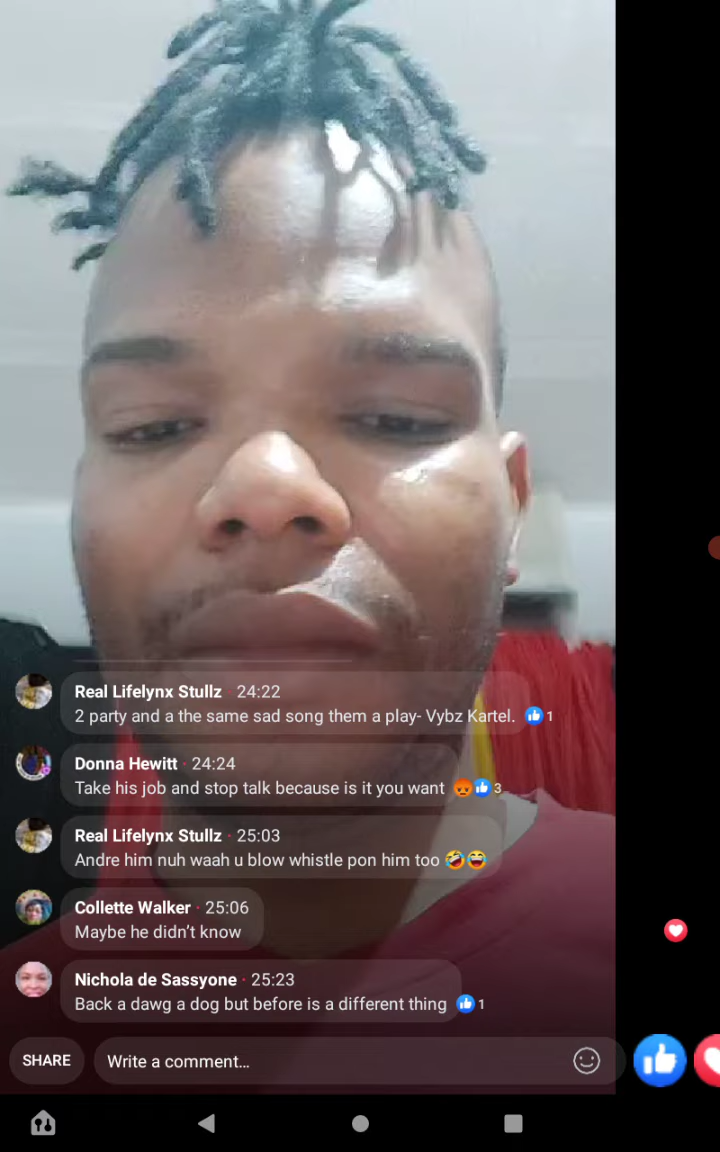 Real Lifelynx Stullz · 24:22
2 party and a the same sad song them a play- Vybz Kartel. 1
Donna Hewitt · 24:24
Take his job and stop talk because is it you want 😡 3
Real Lifelynx Stullz · 25:03
Andre him nuh waah u blow whistle pon him too 🤣😂
Collette Walker · 25:06
Maybe he didn’t know
Nichola de Sassyone · 25:23
Back a dawg a dog but before is a different thing 1
SHARE
Write a comment…